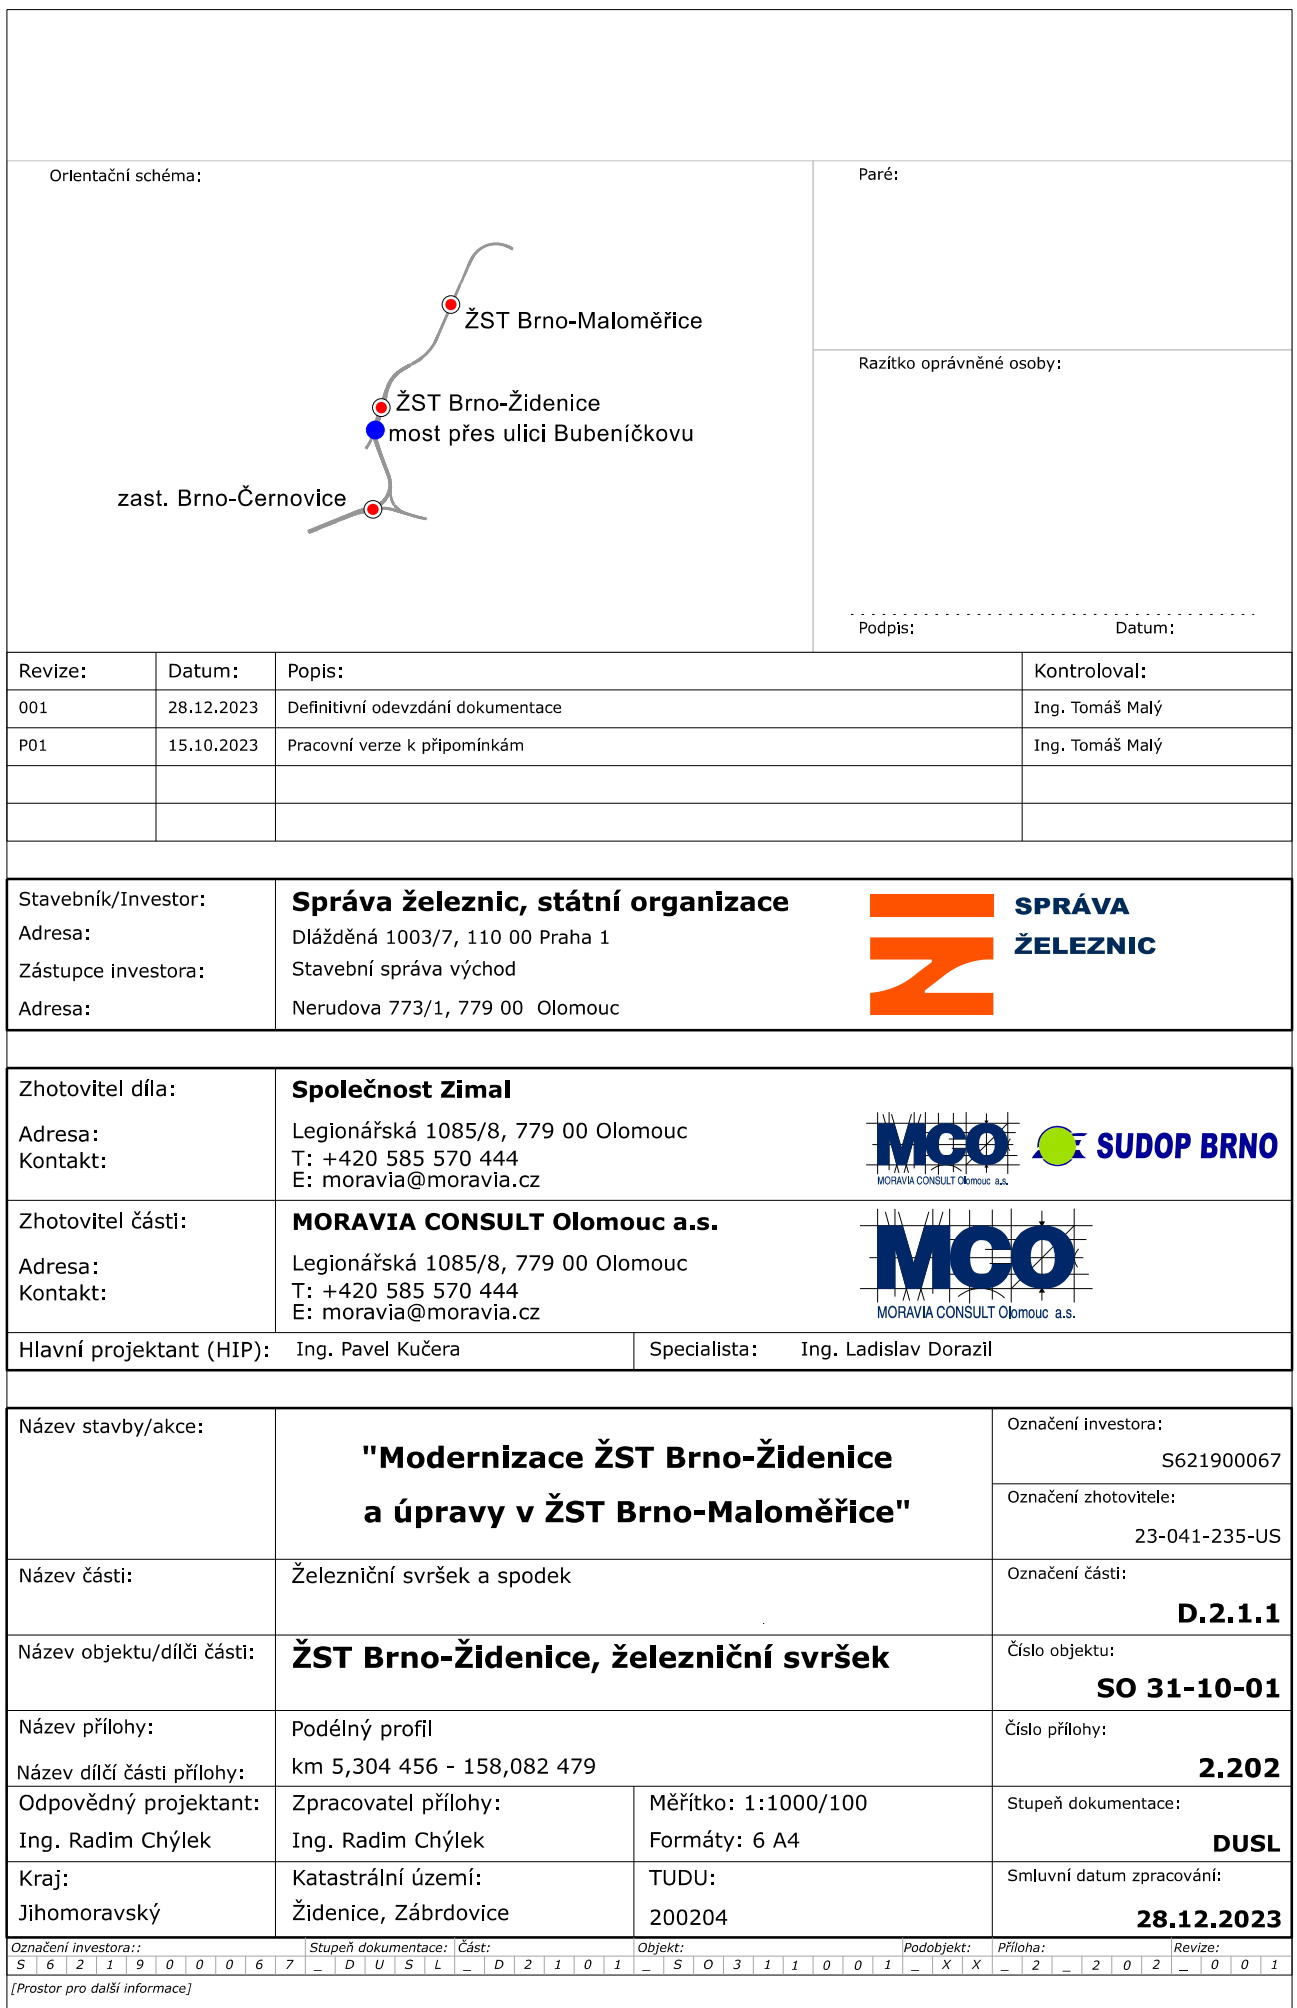 Orientační schéma:
Paré:
ŽST Brno-Maloměřice
Razítko oprávněné osoby:
ŽST Brno-Židenice
most přes ulici Bubeníčkovu
zast. Brno-Černovice
Podpis: Datum:
Revize: Datum: Popis: Kontroloval:
001 28.12.2023 Definitivní odevzdání dokumentace Ing. Tomáš Malý
P01 15.10.2023 Pracovní verze k připomínkám Ing. Tomáš Malý
Stavebník/Investor: Správa železnic, státní organizace
Adresa: Dlážděná 1003/7, 110 00 Praha 1
Zástupce investora: Stavební správa východ
Adresa: Nerudova 773/1, 779 00 Olomouc
SPRÁVA
ŽELEZNIC
Zhotovitel díla: Společnost Zimal
Adresa: Legionářská 1085/8, 779 00 Olomouc
Kontakt: T: +420 585 570 444
E: moravia@moravia.cz
MCO
MORAVIA CONSULT Olomouc a.s.
SUDOP BRNO
Zhotovitel části: MORAVIA CONSULT Olomouc a.s.
Adresa: Legionářská 1085/8, 779 00 Olomouc
Kontakt: T: +420 585 570 444
E: moravia@moravia.cz
MCO
MORAVIA CONSULT Olomouc a.s.
Hlavní projektant (HIP): Ing. Pavel Kučera Specialista: Ing. Ladislav Dorazil
Název stavby/akce: "Modernizace ŽST Brno-Židenice
a úpravy v ŽST Brno-Maloměřice"
Označení investora:
S621900067
Označení zhotovitele:
23-041-235-US
Název části: Železniční svršek a spodek
Označení části:
D.2.1.1
Název objektu/dílči části: ŽST Brno-Židenice, železniční svršek
Číslo objektu:
SO 31-10-01
Název přílohy: Podélný profil
Název dílčí části přílohy: km 5,304 456 - 158,082 479
Číslo přílohy:
2.202
Odpovědný projektant: Zpracovatel přílohy: Měřítko: 1:1000/100 Stupeň dokumentace:
Ing. Radim Chýlek Ing. Radim Chýlek Formáty: 6 A4 DUSL
Kraj: Katastrální území: TUDU: Smluvní datum zpracování:
Jihomoravský Židenice, Zábrdovice 200204 28.12.2023
Označení investora:: Stupeň dokumentace: Část: Objekt: Podobjekt: Příloha: Revize:
S 6 2 1 9 0 0 0 6 7 _ D U S L _ D 2 1 0 1 _ S O 3 1 1 0 0 1 _ X X _ 2 _ 2 0 2 _ 0 0 1
[Prostor pro další informace]